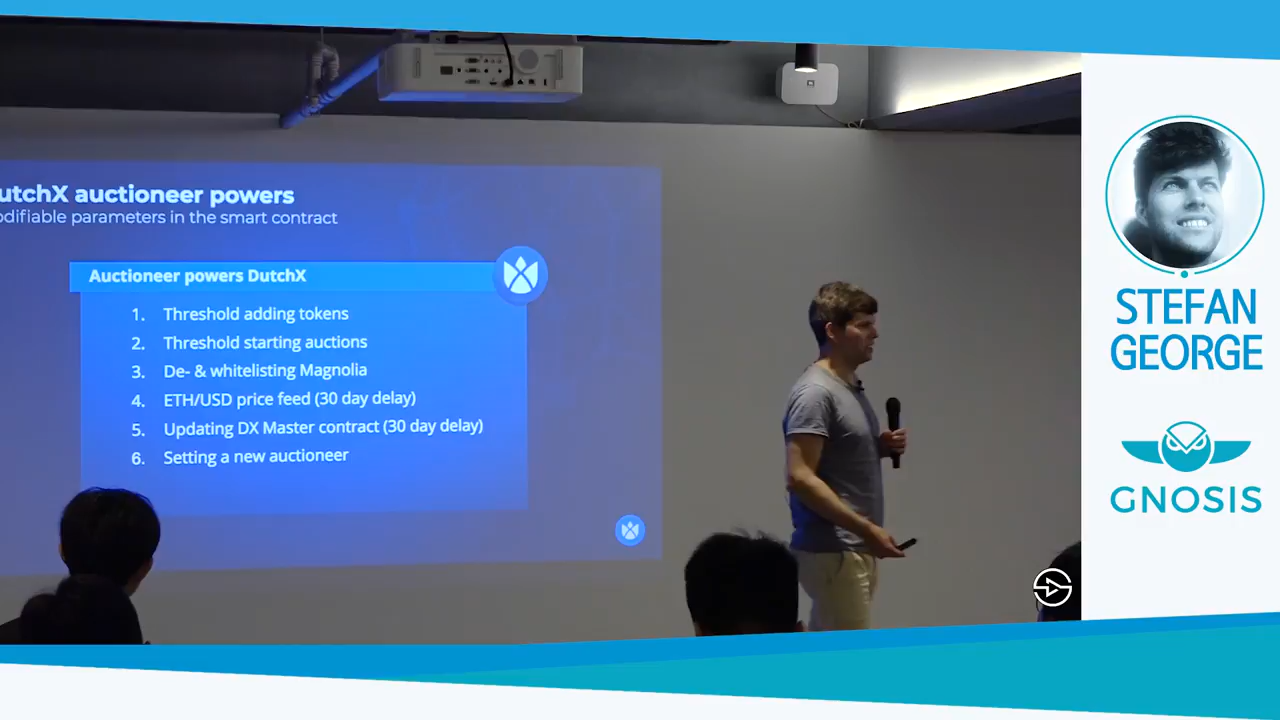 utchX auctioneer powers
odifiable parameters in the smart contract
Auctioneer powers DutchX
1. Threshold adding tokens
2. Threshold starting auctions
3. De- & whitelisting Magnolia
4. ETH/USD price feed (30 day delay)
5. Updating DX Master contract (30 day delay)
6. Setting a new auctioneer
STEFAN
GEORGE
GNOSIS